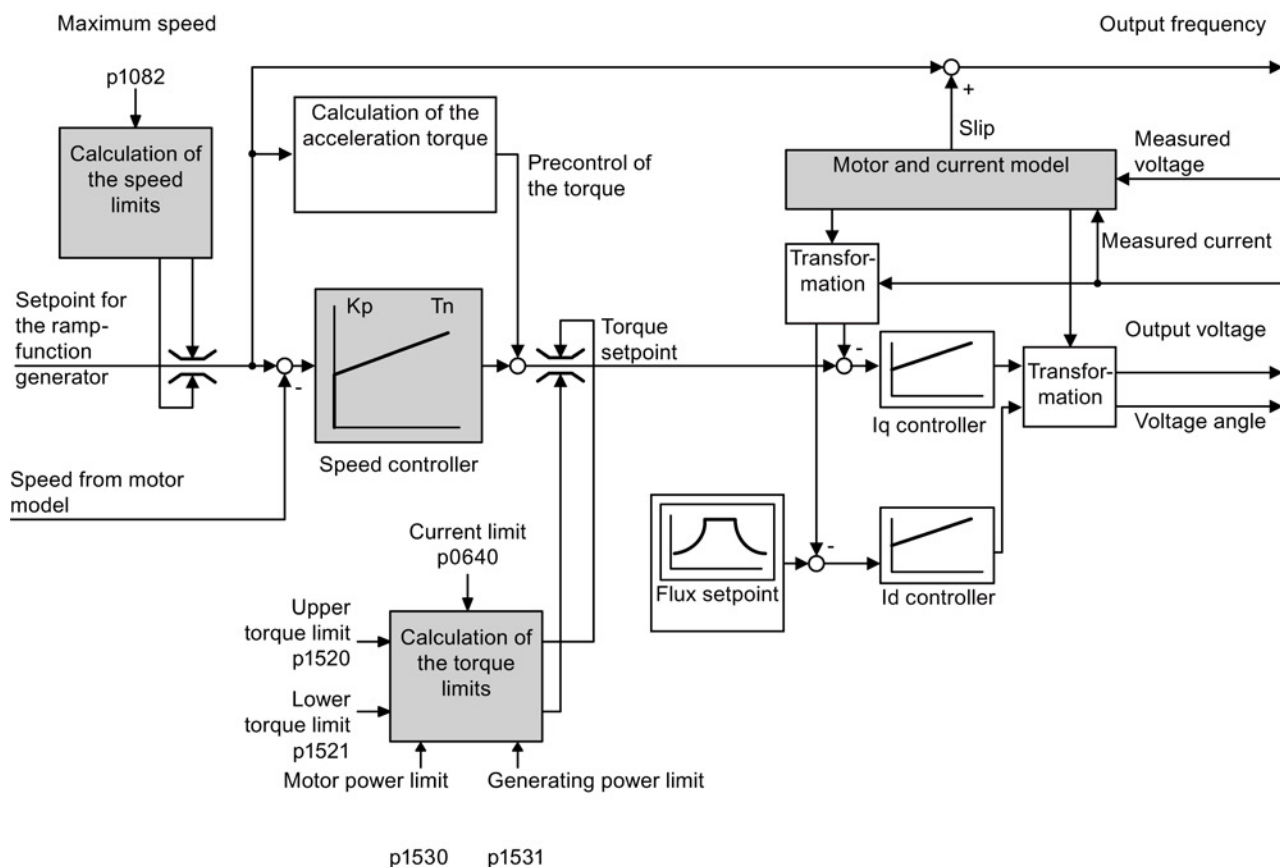 Maximum speed
Output frequency
p1082
+
Calculation of
the speed
limits
Calculation of the
acceleration torque
Slip
Precontrol of
the torque
Motor and current model
Measured
voltage
Measured current
Transfor-
mation
Setpoint for
the ramp-
function
generator
Kp Tn
Torque
setpoint
Output voltage
-
-
Transfor-
mation
Voltage angle
Speed controller
Iq controller
Speed from motor
model
Current limit
p0640
-
Flux setpoint
Id controller
Upper
torque limit
p1520
Calculation of
the torque
limits
Lower
torque limit
p1521
Motor power limit
Generating power limit
p1530
p1531